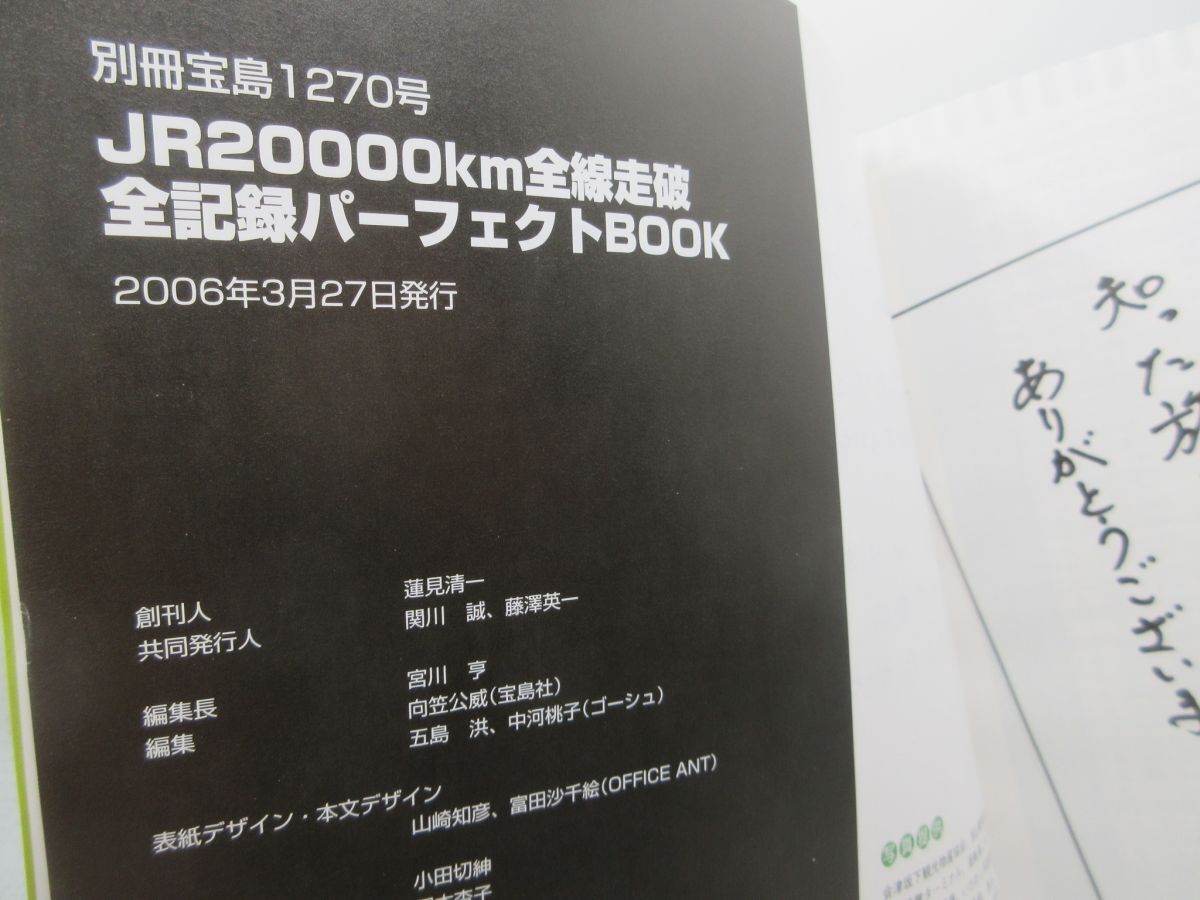 別冊宝島1270号
JR20000km全線走破
全記録パーフェクトBOOK
2006年3月27日発行
創刊人 蓮見清一
共同発行人 関川 誠、藤澤英一
編集長 宮川 亨
編集 向笠公威(宝島社)
五島 洪、中河桃子(ゴーシュ)
表紙デザイン・本文デザイン
山崎知彦、富田沙千絵(OFFICE ANT)
小田切紳
知った旅
ありがとうございま
写真提供